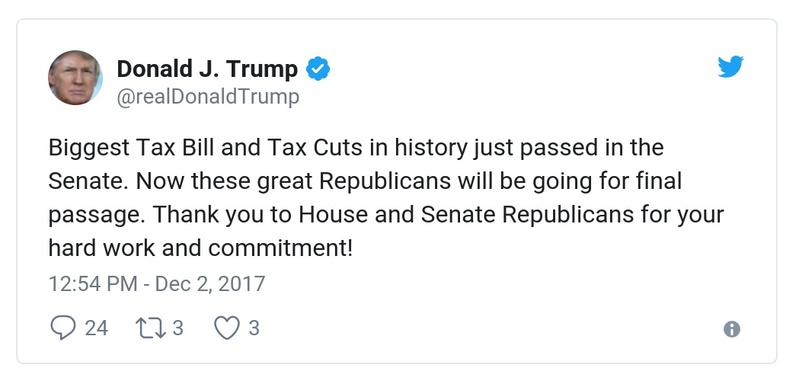 Donald J. Trump
@realDonaldTrump
Biggest Tax Bill and Tax Cuts in history just passed in the
Senate. Now these great Republicans will be going for final
passage. Thank you to House and Senate Republicans for your
hard work and commitment!
12:54 PM - Dec 2, 2017
24 3 3